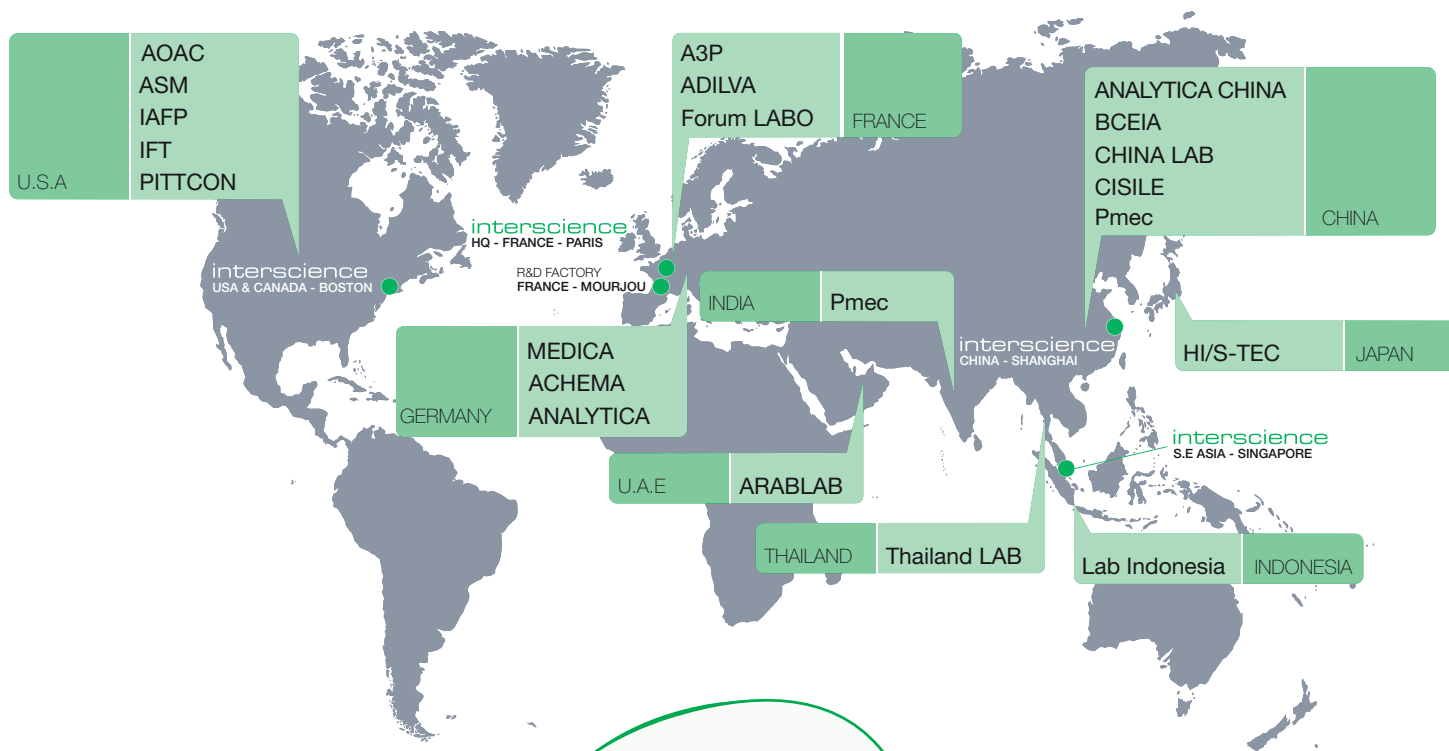 U.S.A
AOAC
ASM
IAFP
IFT
PITTCON
A3P
ADILVA
Forum LABO
FRANCE
ANALYTICA CHINA
BCEIA
CHINA LAB
CISILE
Pmec
CHINA
interscience
HQ - FRANCE - PARIS
interscience
USA & CANADA - BOSTON
R&D FACTORY
FRANCE - MOURJOU
INDIA
Pmec
interscience
CHINA - SHANGHAI
HI/S-TEC
JAPAN
GERMANY
MEDICA
ACHEMA
ANALYTICA
interscience
S.E ASIA - SINGAPORE
U.A.E
ARABLAB
THAILAND
Thailand LAB
Lab Indonesia
INDONESIA